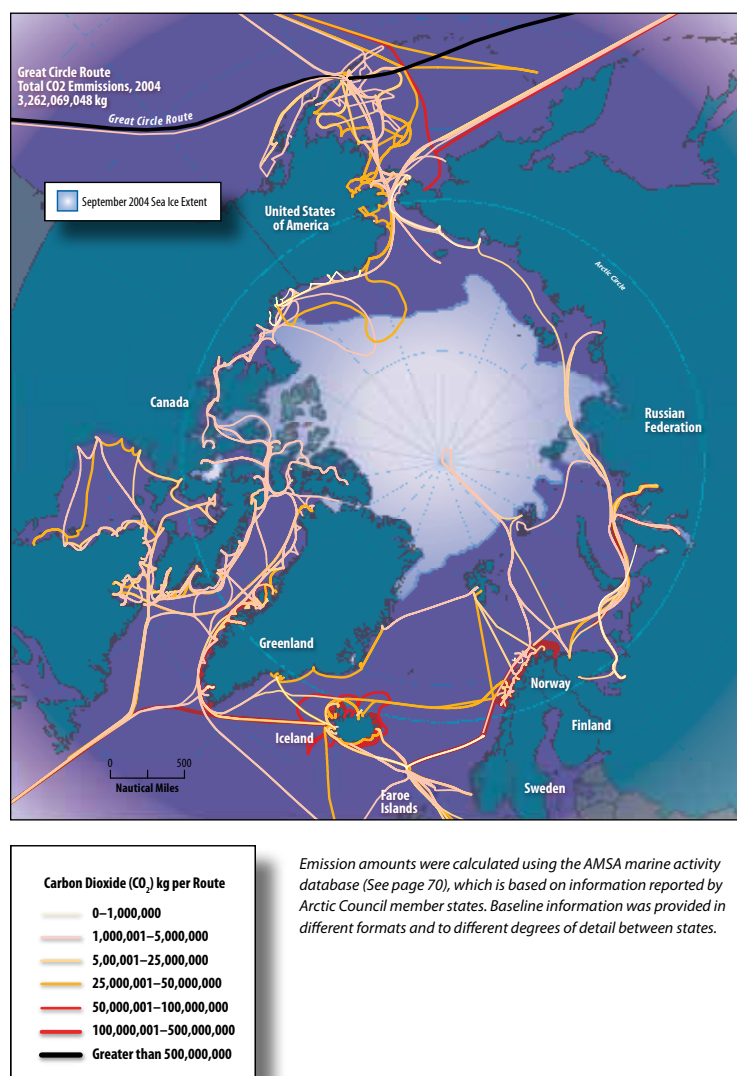 Great Circle Route
Total CO2 Emmissions, 2004
3,262,069,048 kg
Great Circle Route
September 2004 Sea Ice Extent
United States
of America
Arctic Circle
Canada
Russian
Federation
Greenland
Norway
Iceland
Finland
0 500
Nautical Miles
Faroe
Islands
Sweden
Carbon Dioxide (CO2) kg per Route
0–1,000,000
1,000,001–5,000,000
5,00,001–25,000,000
25,000,001–50,000,000
50,000,001–100,000,000
100,000,001–500,000,000
Greater than 500,000,000
Emission amounts were calculated using the AMSA marine activity
database (See page 70), which is based on information reported by
Arctic Council member states. Baseline information was provided in
different formats and to different degrees of detail between states.